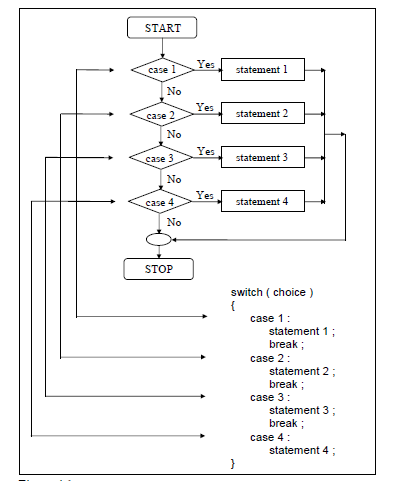 START
case 1
Yes
statement 1
No
case 2
Yes
statement 2
No
case 3
Yes
statement 3
No
case 4
Yes
statement 4
No
STOP
switch ( choice )
{
case 1 :
statement 1 ;
break ;
case 2 :
statement 2 ;
break ;
case 3 :
statement 3 ;
break ;
case 4 :
statement 4 ;
}